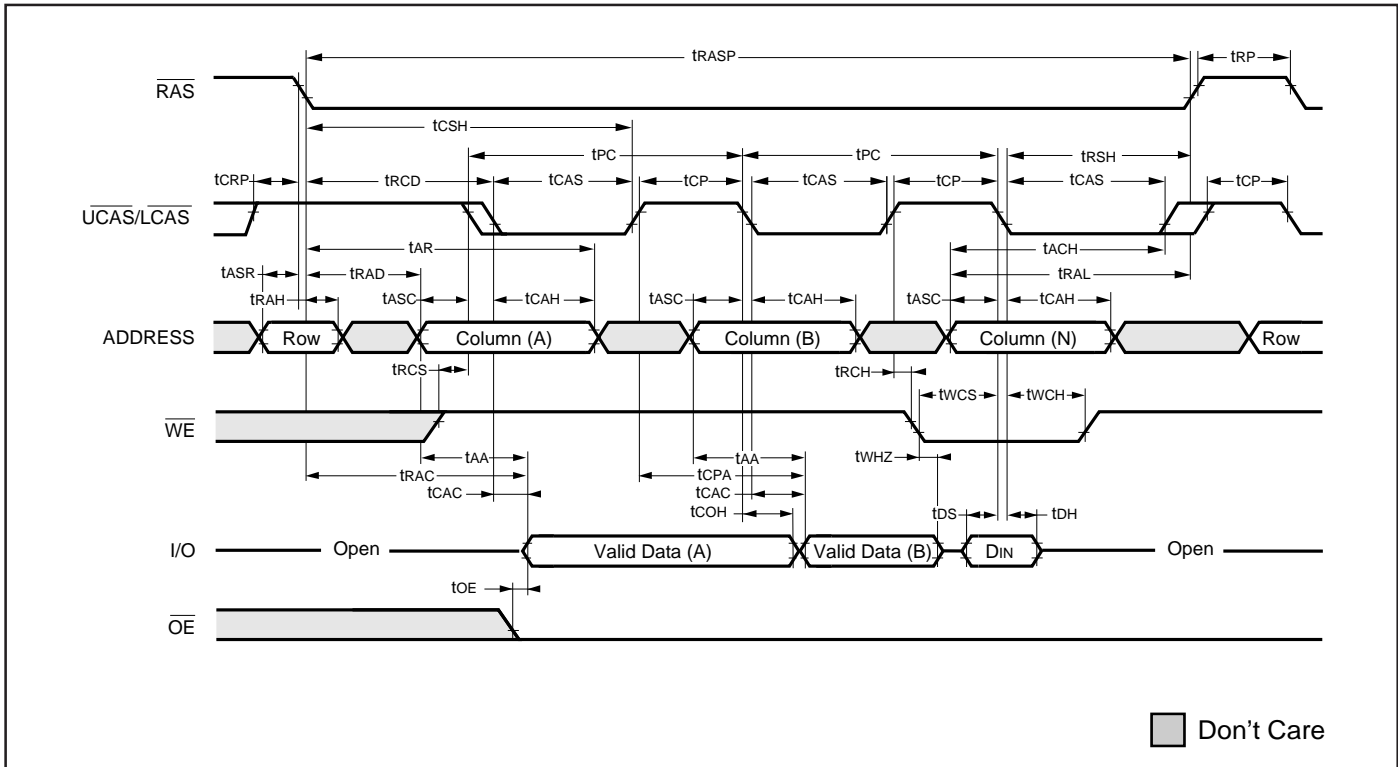 tRASP
tRP
RAS
tCSH
tPC
tPC
tRSH
tCRP
tRCD
tCAS
tCP
tCAS
tCP
tCAS
tCP
UCAS/LCAS
tAR
tACH
tASR
tRAD
tRAL
tRAH
tASC
tCAH
tASC
tCAH
tASC
tCAH
ADDRESS
Row
Column (A)
Column (B)
Column (N)
Row
tRCS
tRCH
tWCS
tWCH
WE
tAA
tAA
tWHZ
tRAC
tCPA
tCAC
tCAC
tCOH
tDS
tDH
I/O
Open
Valid Data (A)
Valid Data (B)
DIN
Open
tOE
OE
Don't Care